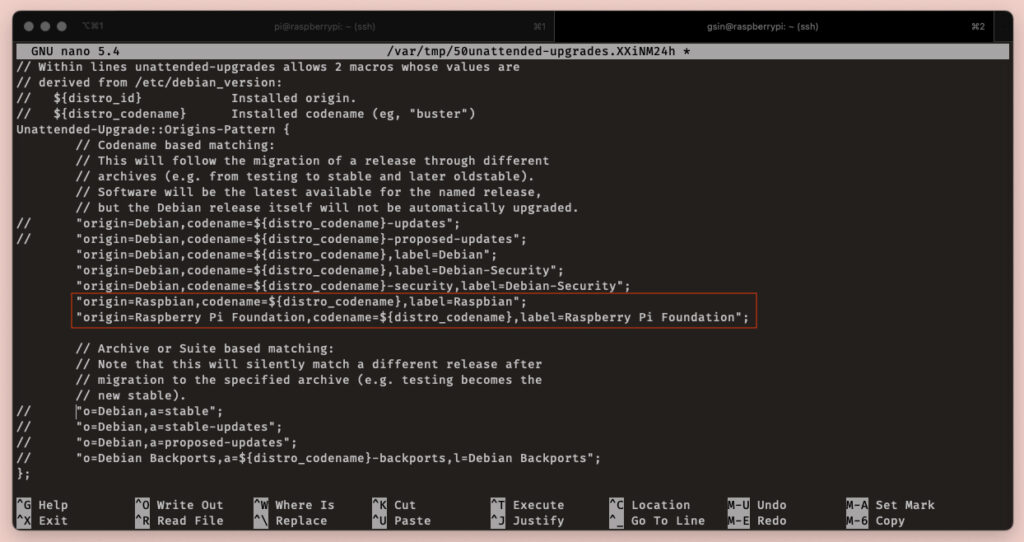 ⌥⌘1 pi@raspberrypi: ~ (ssh) ⌘1 gsin@raspberrypi: ~ (ssh) ⌘2
GNU nano 5.4 /var/tmp/50unattended-upgrades.XXiNM24h *
// Within lines unattended-upgrades allows 2 macros whose values are
// derived from /etc/debian_version:
//   ${distro_id}            Installed origin.
//   ${distro_codename}      Installed codename (eg, "buster")
Unattended-Upgrade::Origins-Pattern {
        // Codename based matching:
        // This will follow the migration of a release through different
        // archives (e.g. from testing to stable and later oldstable).
        // Software will be the latest available for the named release,
        // but the Debian release itself will not be automatically upgraded.
//      "origin=Debian,codename=${distro_codename}-updates";
//      "origin=Debian,codename=${distro_codename}-proposed-updates";
        "origin=Debian,codename=${distro_codename},label=Debian";
        "origin=Debian,codename=${distro_codename},label=Debian-Security";
        "origin=Debian,codename=${distro_codename}-security,label=Debian-Security";
        "origin=Raspbian,codename=${distro_codename},label=Raspbian";
        "origin=Raspberry Pi Foundation,codename=${distro_codename},label=Raspberry Pi Foundation";
        // Archive or Suite based matching:
        // Note that this will silently match a different release after
        // migration to the specified archive (e.g. testing becomes the
        // new stable).
//      "o=Debian,a=stable";
//      "o=Debian,a=stable-updates";
//      "o=Debian,a=proposed-updates";
//      "o=Debian Backports,a=${distro_codename}-backports,l=Debian Backports";
};
^G Help ^O Write Out ^W Where Is ^K Cut ^T Execute ^C Location M-U Undo M-A Set Mark
^X Exit ^R Read File ^\ Replace ^U Paste ^J Justify ^_ Go To Line M-E Redo M-6 Copy